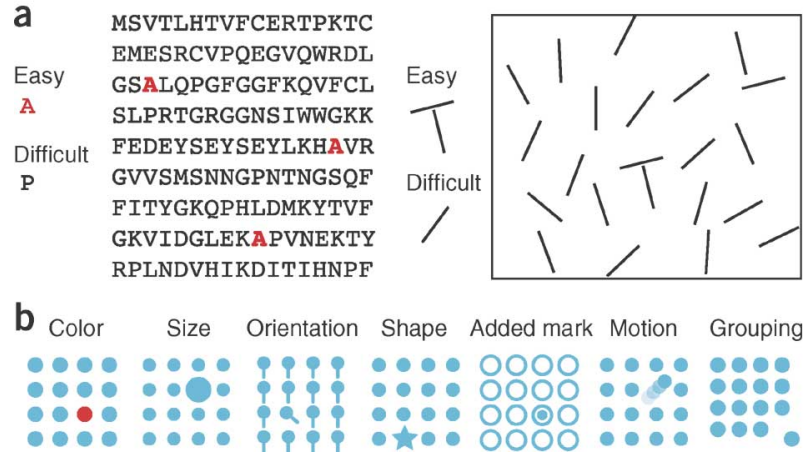 a
Easy
A
Difficult
P
MSVTLHTVFCERTPKTC
EMESRCVPQEGVQWRDL
GSALQPGFGGFKQVFCL
SLPRTGRGGNSIWWGKK
FEDEYSEYSEYLKHAVR
GVVSMSNNGPNTNGSQF
FITYGKQPHLDMKYTVF
GKVIDGLEKAPVNEKTY
RPLNDVHIKDITIHNPF
Easy
Difficult
b
Color Size Orientation Shape Added mark Motion Grouping